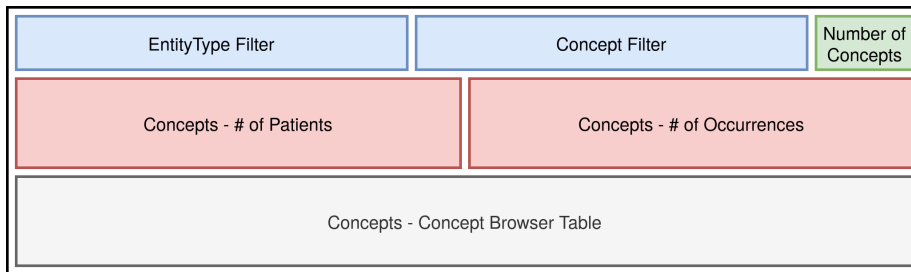 EntityType Filter
Concept Filter
Number of
Concepts
Concepts - # of Patients
Concepts - # of Occurrences
Concepts - Concept Browser Table